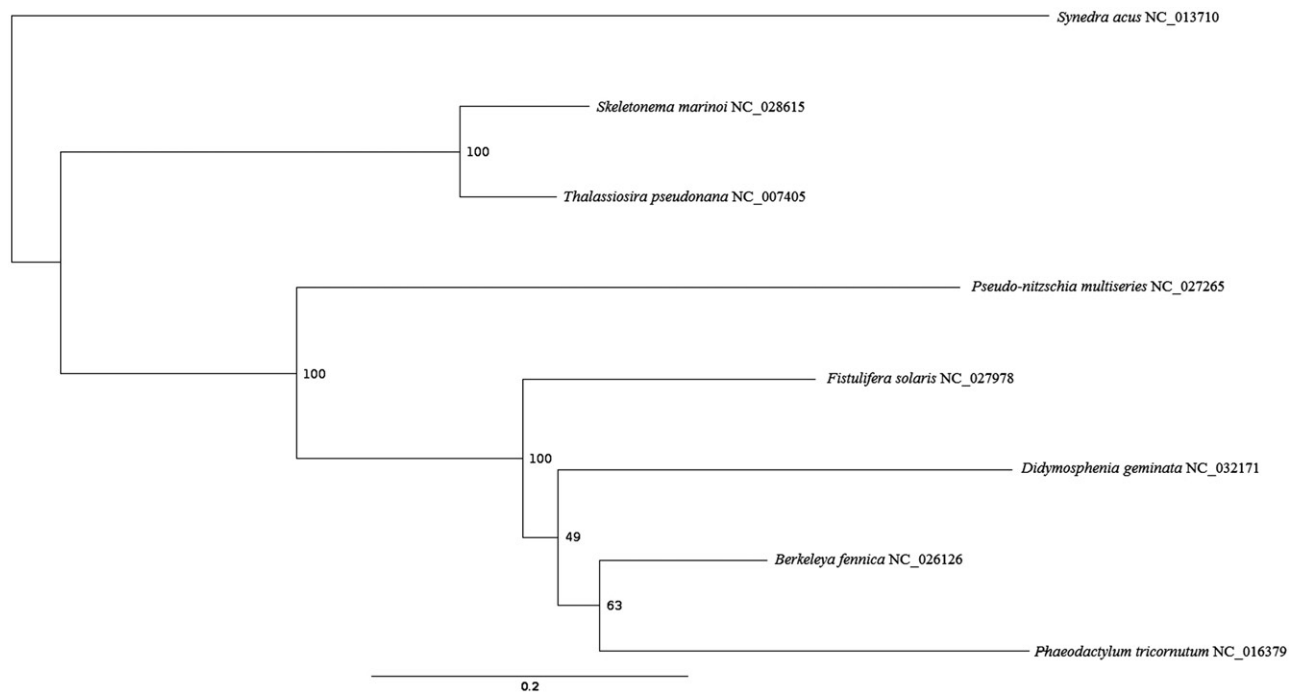 Synedra acus NC_013710
Skeletonema marinoi NC_028615
100
Thalassiosira pseudonana NC_007405
Pseudo-nitzschia multiseries NC_027265
100
Fistulifera solaris NC_027978
100
Didymosphenia geminata NC_032171
49
Berkeleya fennica NC_026126
63
Phaeodactylum tricornutum NC_016379
0.2